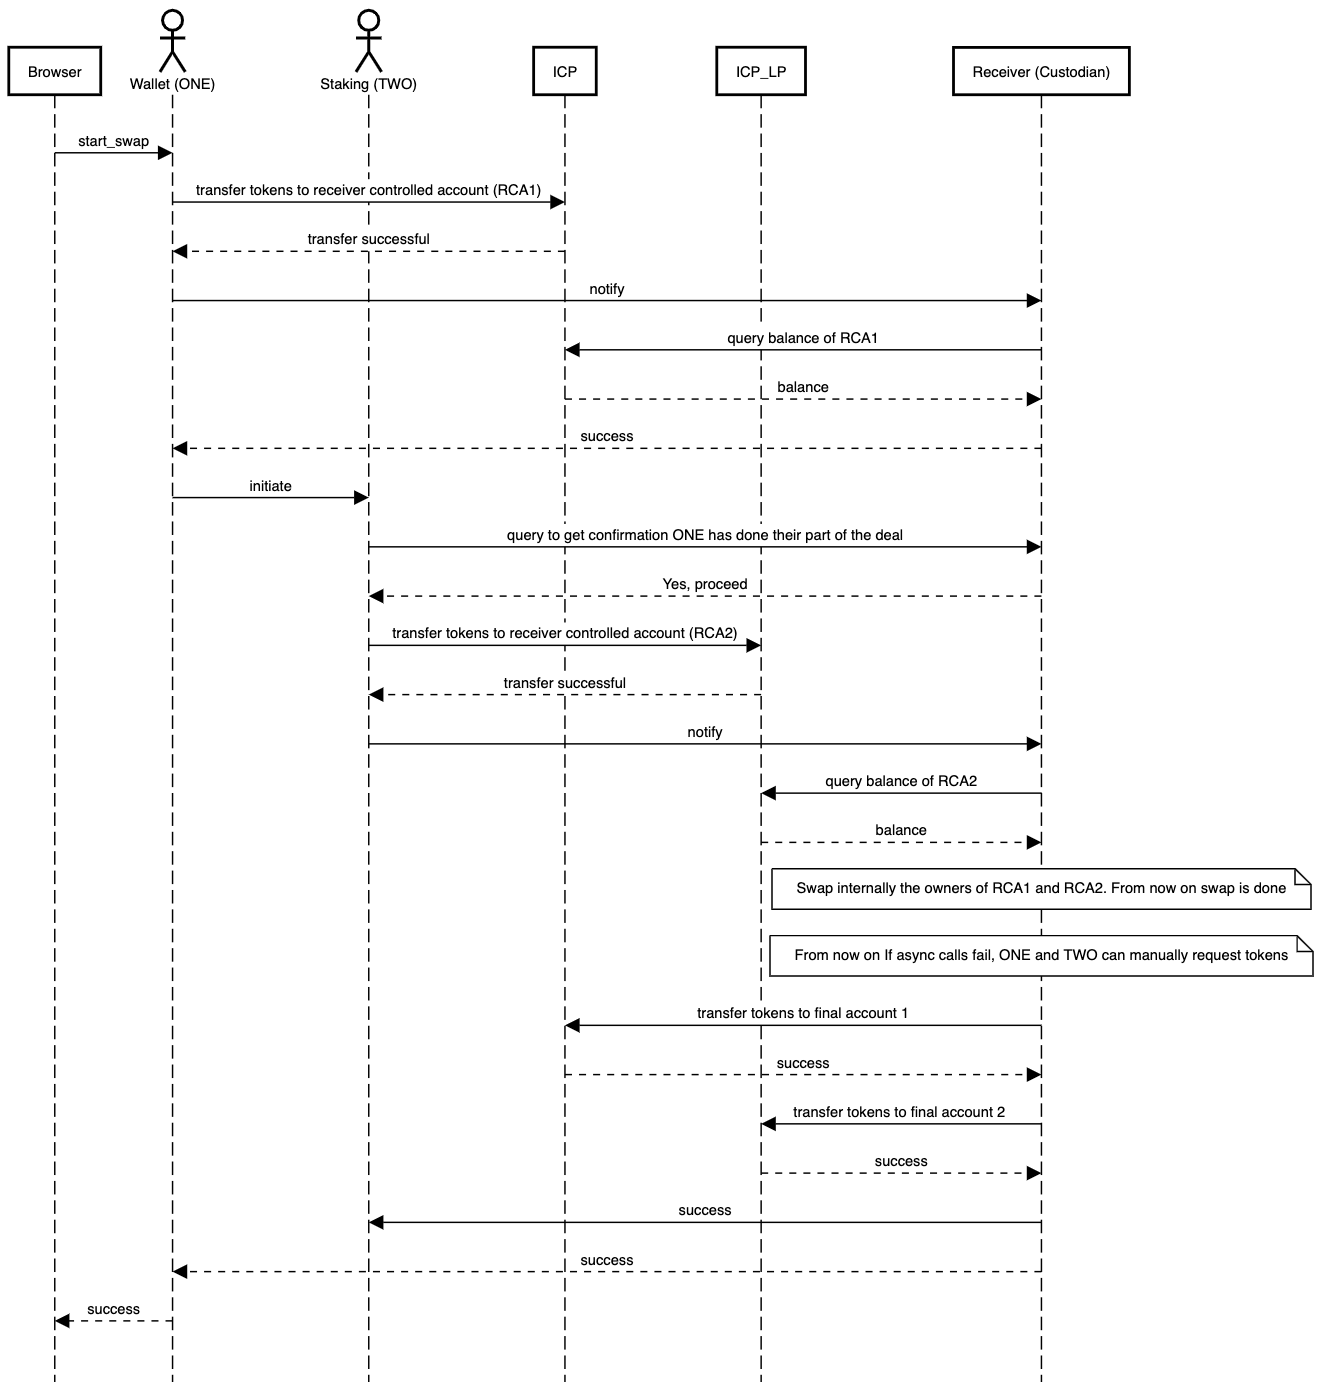 Browser
Wallet (ONE)
Staking (TWO)
ICP
ICP_LP
Receiver (Custodian)
start_swap
transfer tokens to receiver controlled account (RCA1)
transfer successful
notify
query balance of RCA1
balance
success
initiate
query to get confirmation ONE has done their part of the deal
Yes, proceed
transfer tokens to receiver controlled account (RCA2)
transfer successful
notify
query balance of RCA2
balance
Swap internally the owners of RCA1 and RCA2. From now on swap is done
From now on If async calls fail, ONE and TWO can manually request tokens
transfer tokens to final account 1
success
transfer tokens to final account 2
success
success
success
success